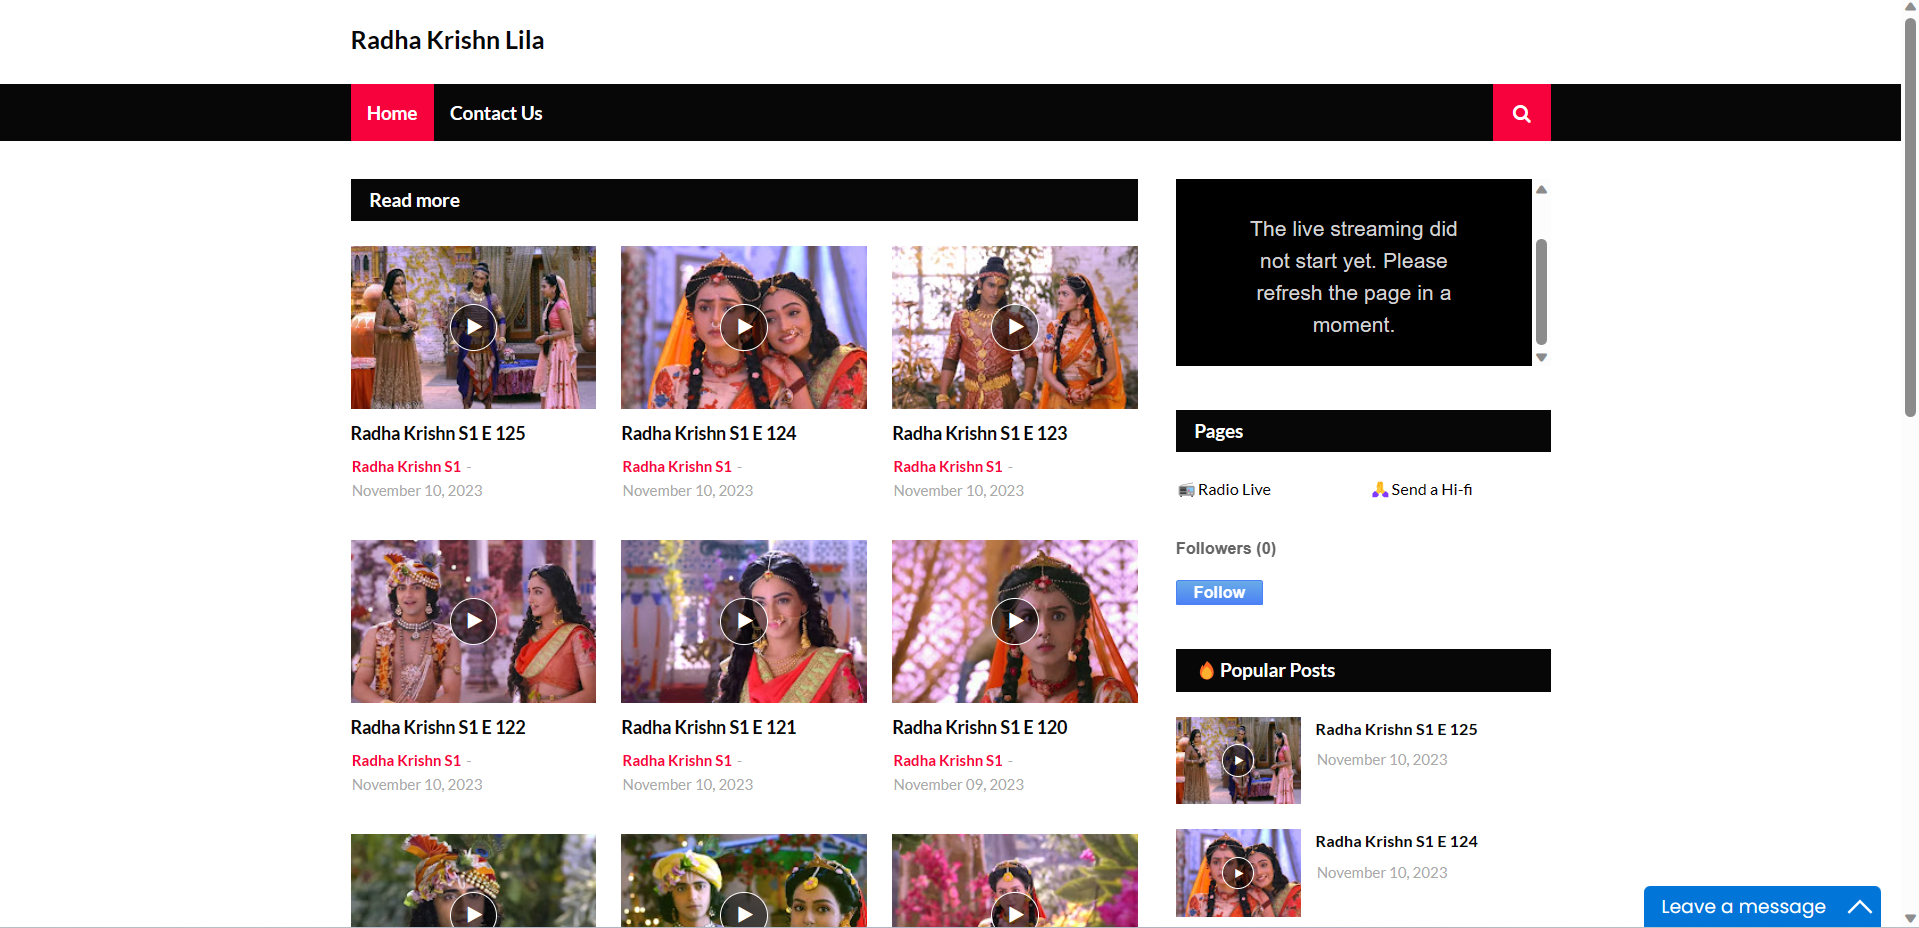 Radha Krishn Lila
Home
Contact Us
Read more
Radha Krishn S1 E 125
Radha Krishn S1 -
November 10, 2023
Radha Krishn S1 E 124
Radha Krishn S1 -
November 10, 2023
Radha Krishn S1 E 123
Radha Krishn S1 -
November 10, 2023
Radha Krishn S1 E 122
Radha Krishn S1 -
November 10, 2023
Radha Krishn S1 E 121
Radha Krishn S1 -
November 10, 2023
Radha Krishn S1 E 120
Radha Krishn S1 -
November 09, 2023
The live streaming did
not start yet. Please
refresh the page in a
moment.
Pages
📻Radio Live
🙏Send a Hi-fi
Followers (0)
Follow
🔥 Popular Posts
Radha Krishn S1 E 125
November 10, 2023
Radha Krishn S1 E 124
November 10, 2023
Leave a message